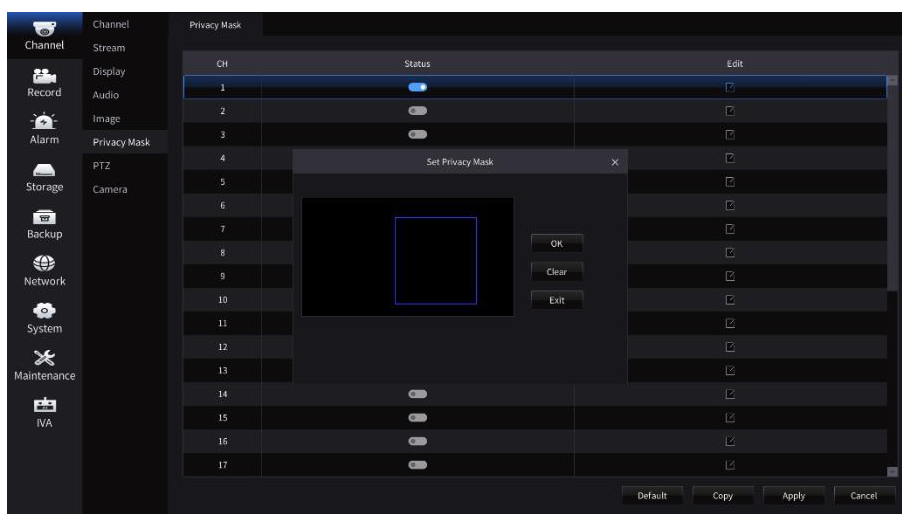 Channel
Record
Alarm
Storage
Backup
Network
System
Maintenance
IVA
Channel
Stream
Display
Audio
Image
Privacy Mask
PTZ
Camera
Privacy Mask
CH Status Edit
1
2
3
4
5
6
7
8
9
10
11
12
13
14
15
16
17
Set Privacy Mask
OK
Clear
Exit
Default Copy Apply Cancel